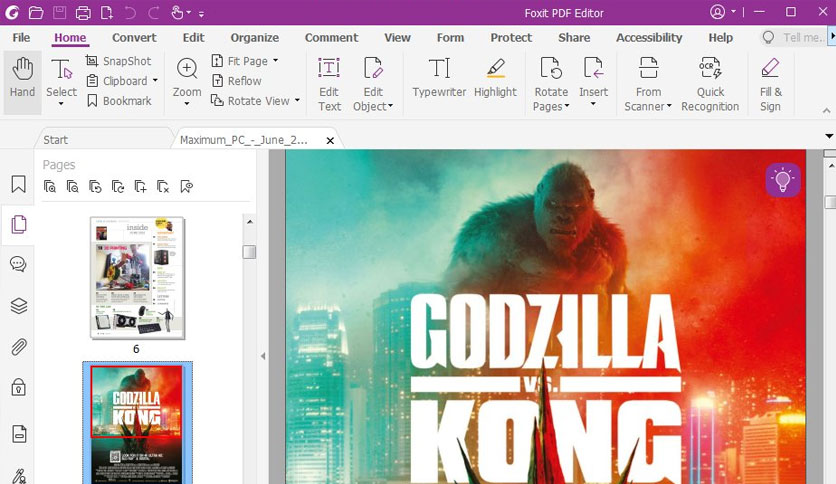 Foxit PDF Editor
File Home Convert Edit Organize Comment View Form Protect Share Accessibility Help Tell me..
Hand
Select
SnapShot
Clipboard
Bookmark
Zoom
Fit Page
Reflow
Rotate View
Edit
Text
Edit
Object
Typewriter
Highlight
Rotate
Pages
Insert
From
Scanner
OCR
Quick
Recognition
Fill &
Sign
Start
Maximum_PC_-_June_2...
Pages
inside
6
GODZILLA
VS.
KONG
GODZILLA
VS.
KONG